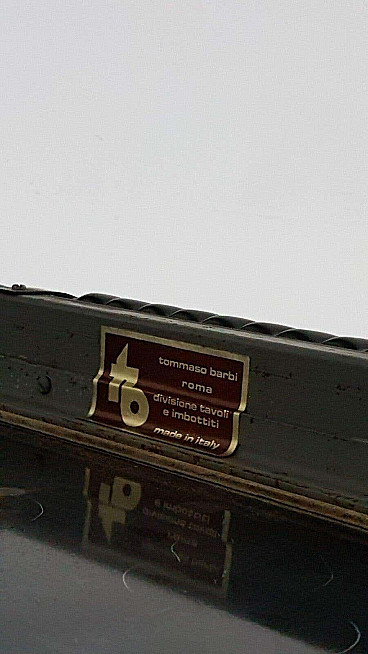 tb
tommaso barbi
roma
divisione tavoli
e imbottiti
made in italy